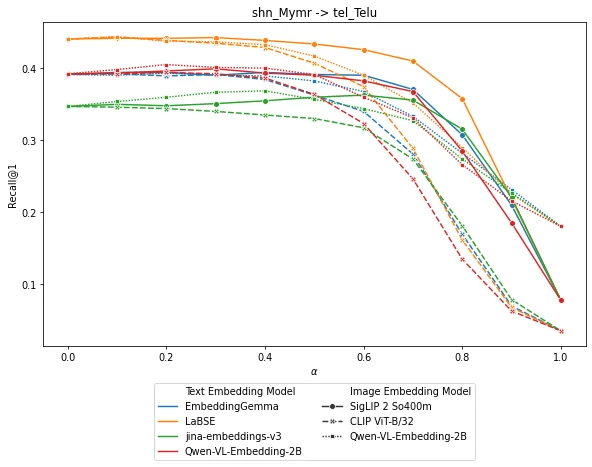 shn_Mymr -> tel_Telu
Recall@1
0.4
0.3
0.2
0.1
0.0 0.2 0.4 0.6 0.8 1.0
α
Text Embedding Model Image Embedding Model
EmbeddingGemma SigLIP 2 So400m
LaBSE CLIP ViT-B/32
jina-embeddings-v3 Qwen-VL-Embedding-2B
Qwen-VL-Embedding-2B